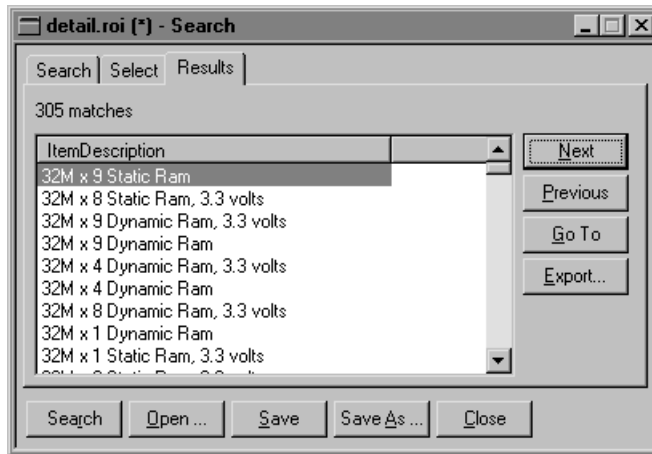 detail.roi (*) - Search
Search Select Results
305 matches
ItemDescription
32M x 9 Static Ram
32M x 8 Static Ram, 3.3 volts
32M x 9 Dynamic Ram, 3.3 volts
32M x 9 Dynamic Ram
32M x 4 Dynamic Ram, 3.3 volts
32M x 4 Dynamic Ram
32M x 8 Dynamic Ram, 3.3 volts
32M x 1 Dynamic Ram
32M x 1 Static Ram, 3.3 volts
Next
Previous
Go To
Export...
Search Open ... Save Save As ... Close